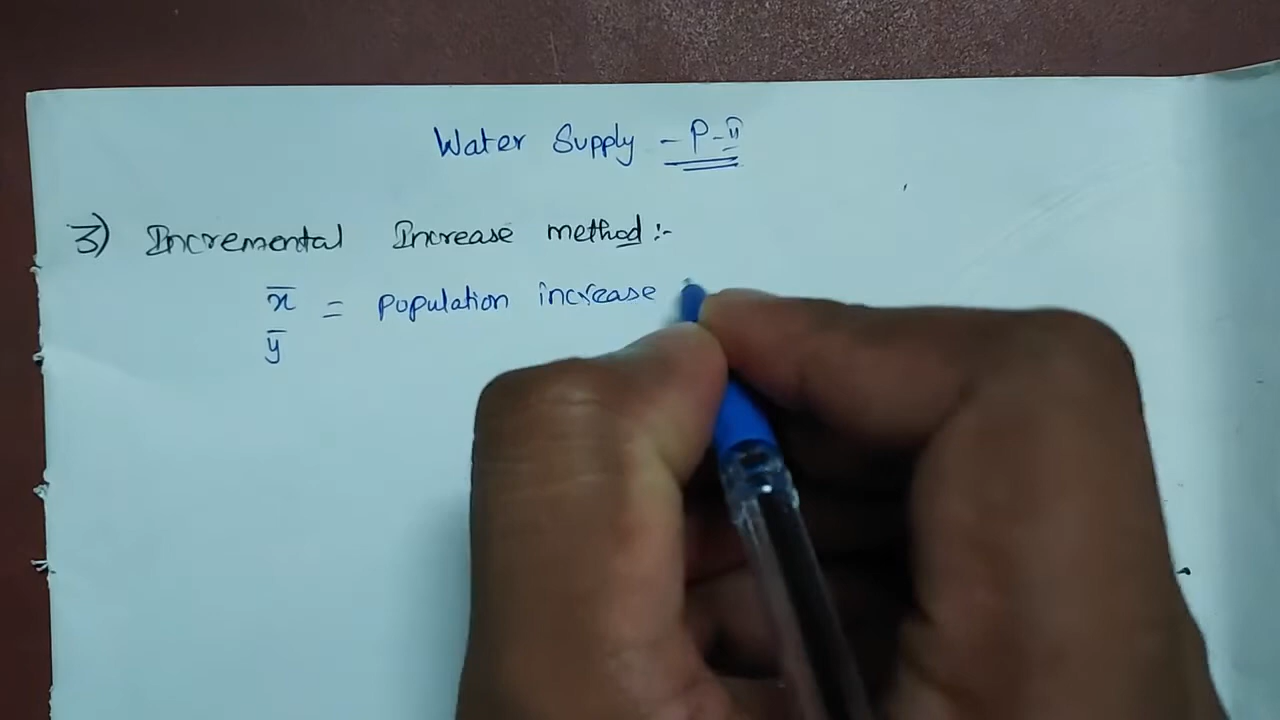 Water Supply - P-II
3) Incremental Increase method :-
x̄ = population increase
ȳ